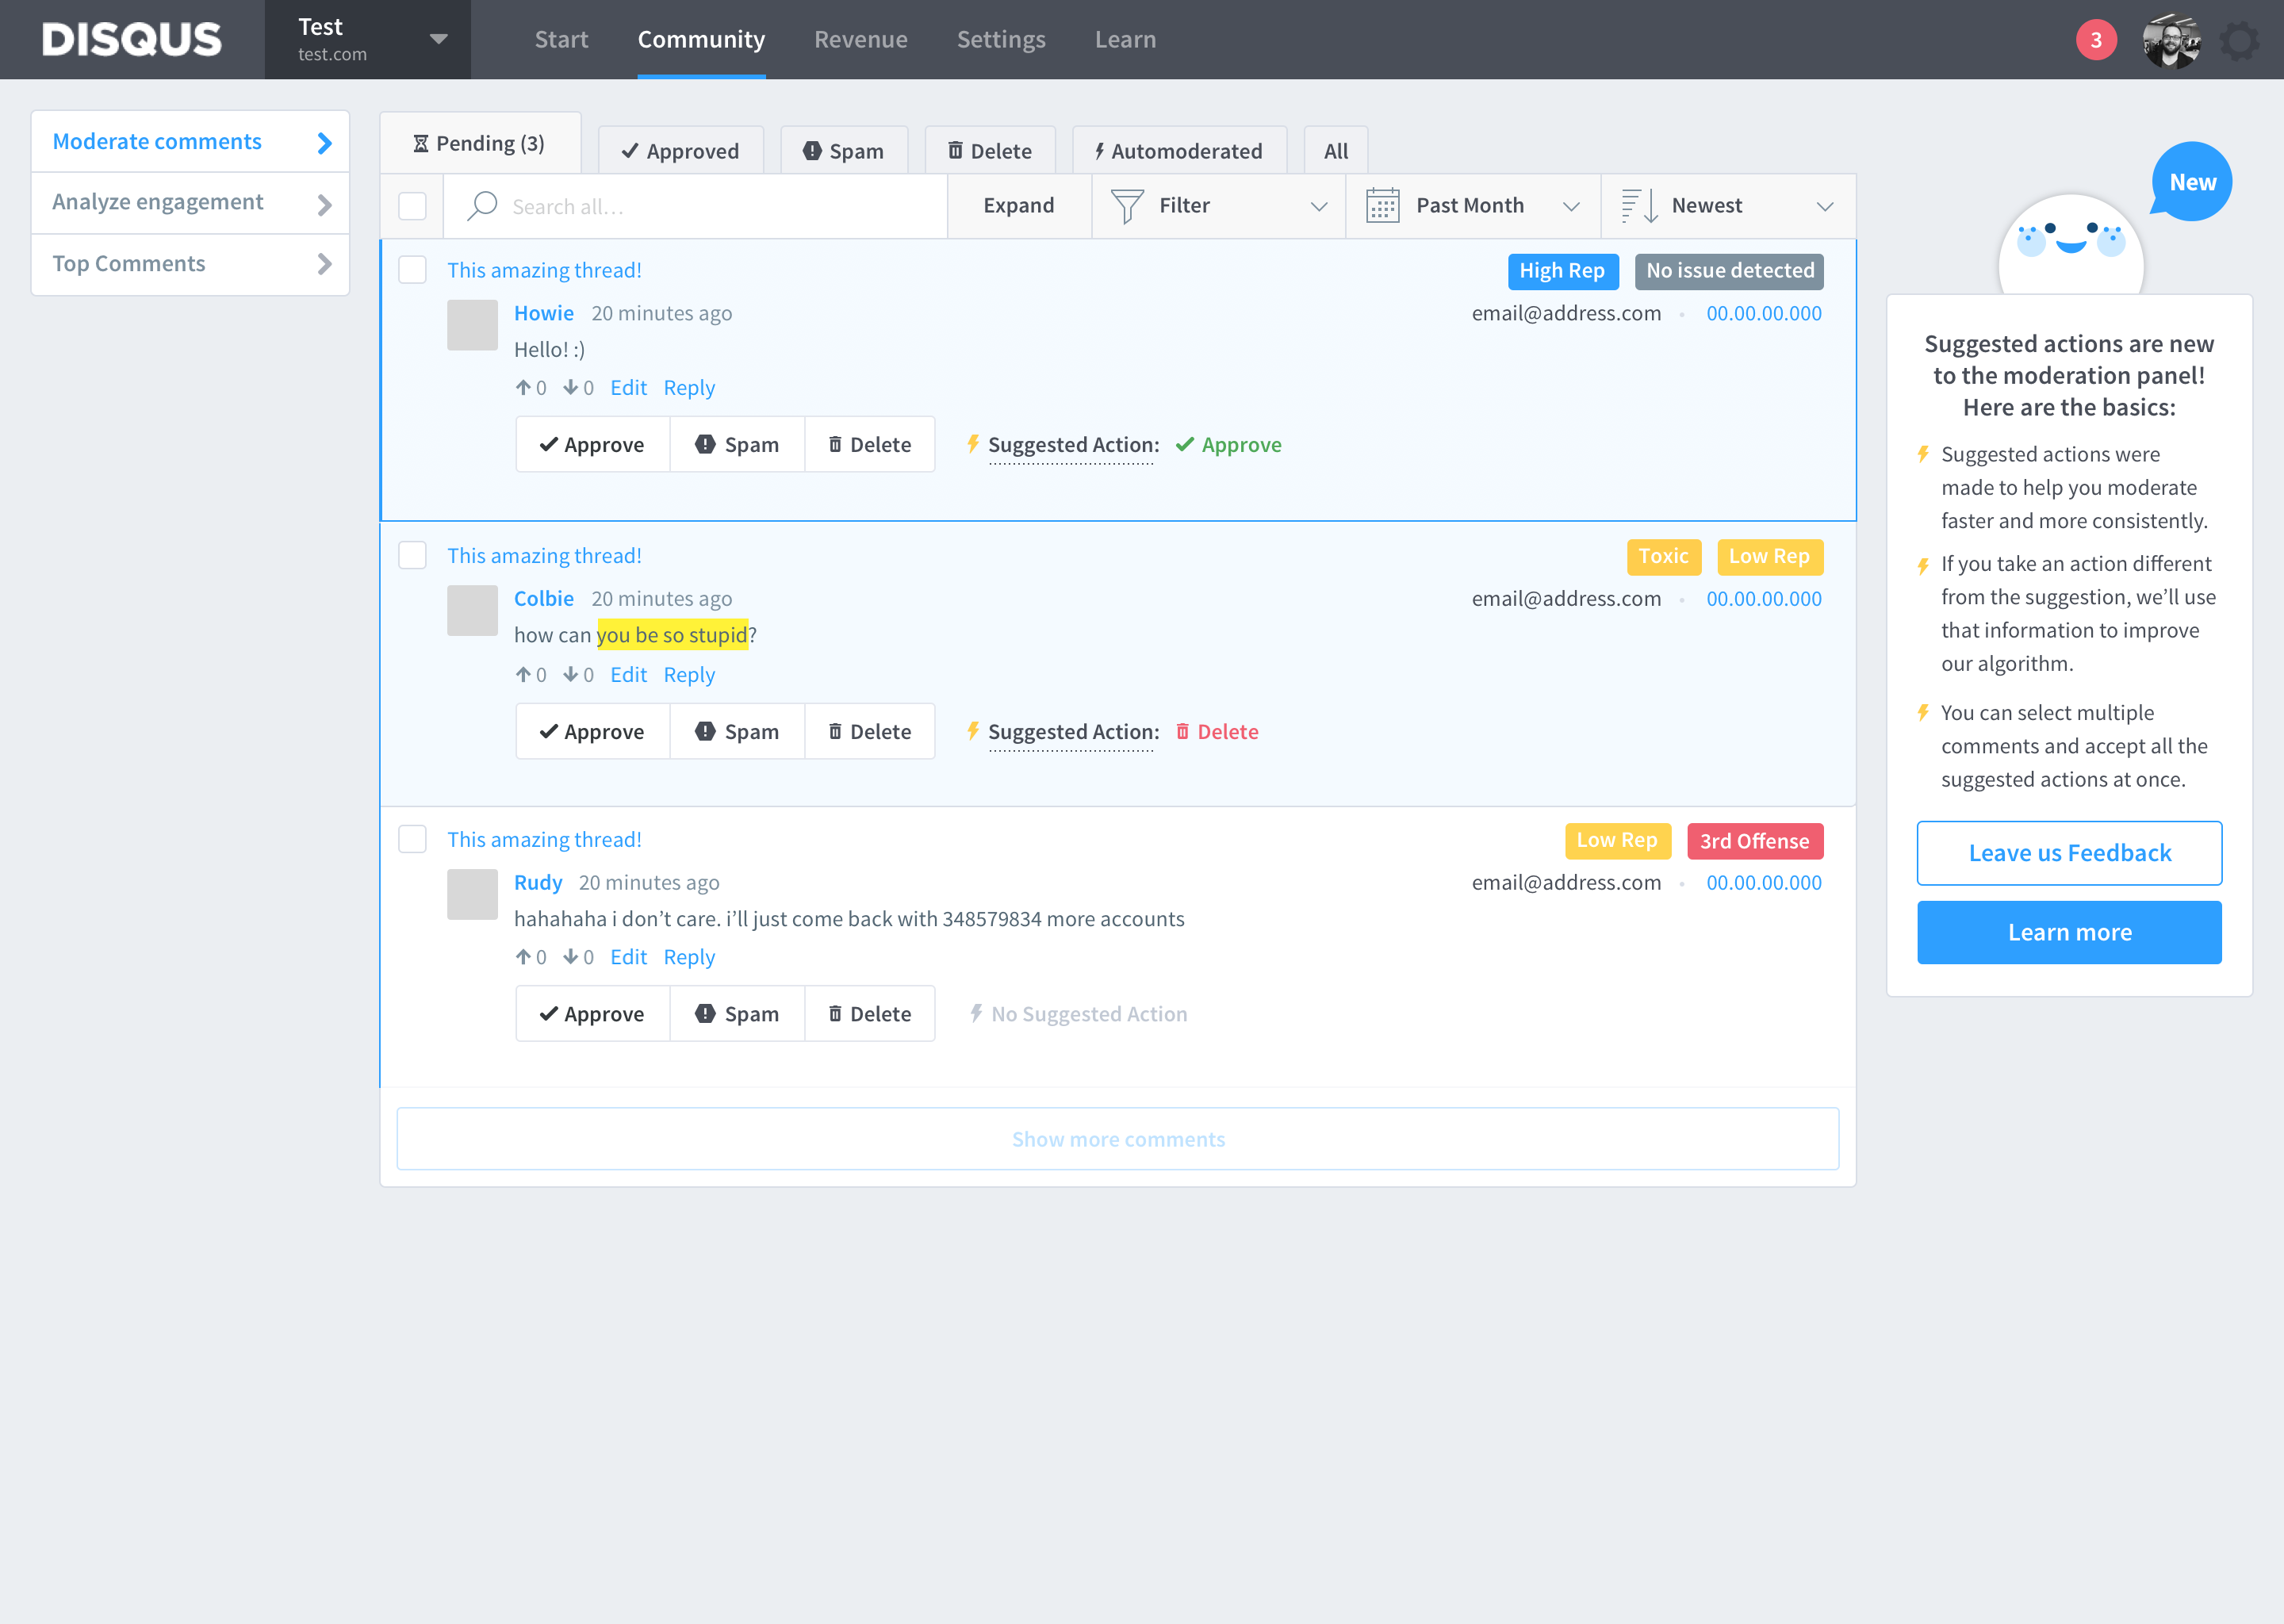 DISQUS
Test
test.com
Start Community Revenue Settings Learn
3
Moderate comments
Analyze engagement
Top Comments
Pending (3) Approved Spam Delete Automoderated All
Search all... Expand Filter Past Month Newest
This amazing thread! High Rep No issue detected
Howie 20 minutes ago email@address.com • 00.00.00.000
Hello! :)
0 0 Edit Reply
Approve Spam Delete Suggested Action: Approve
This amazing thread! Toxic Low Rep
Colbie 20 minutes ago email@address.com • 00.00.00.000
how can you be so stupid?
0 0 Edit Reply
Approve Spam Delete Suggested Action: Delete
This amazing thread! Low Rep 3rd Offense
Rudy 20 minutes ago email@address.com • 00.00.00.000
hahahaha i don’t care. i’ll just come back with 348579834 more accounts
0 0 Edit Reply
Approve Spam Delete No Suggested Action
Show more comments
New
Suggested actions are new
to the moderation panel!
Here are the basics:
Suggested actions were
made to help you moderate
faster and more consistently.
If you take an action different
from the suggestion, we’ll use
that information to improve
our algorithm.
You can select multiple
comments and accept all the
suggested actions at once.
Leave us Feedback
Learn more